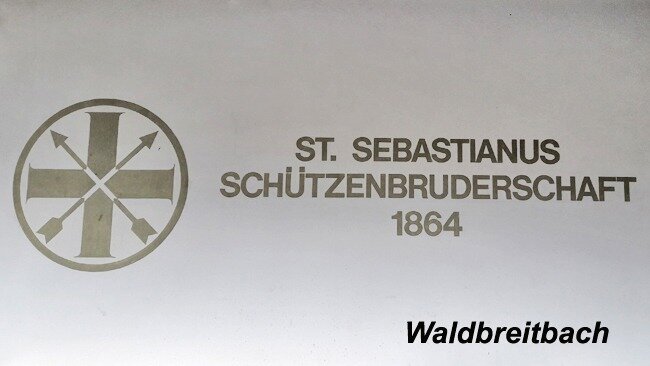 ST. SEBASTIANUS
SCHÜTZENBRUDERSCHAFT
1864
Waldbreitbach